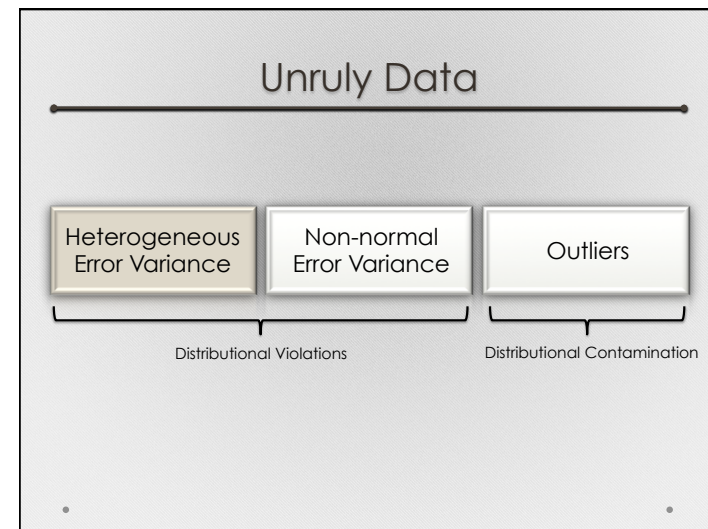 Unruly Data
Heterogeneous
Error Variance
Non-normal
Error Variance
Outliers
Distributional Violations
Distributional Contamination